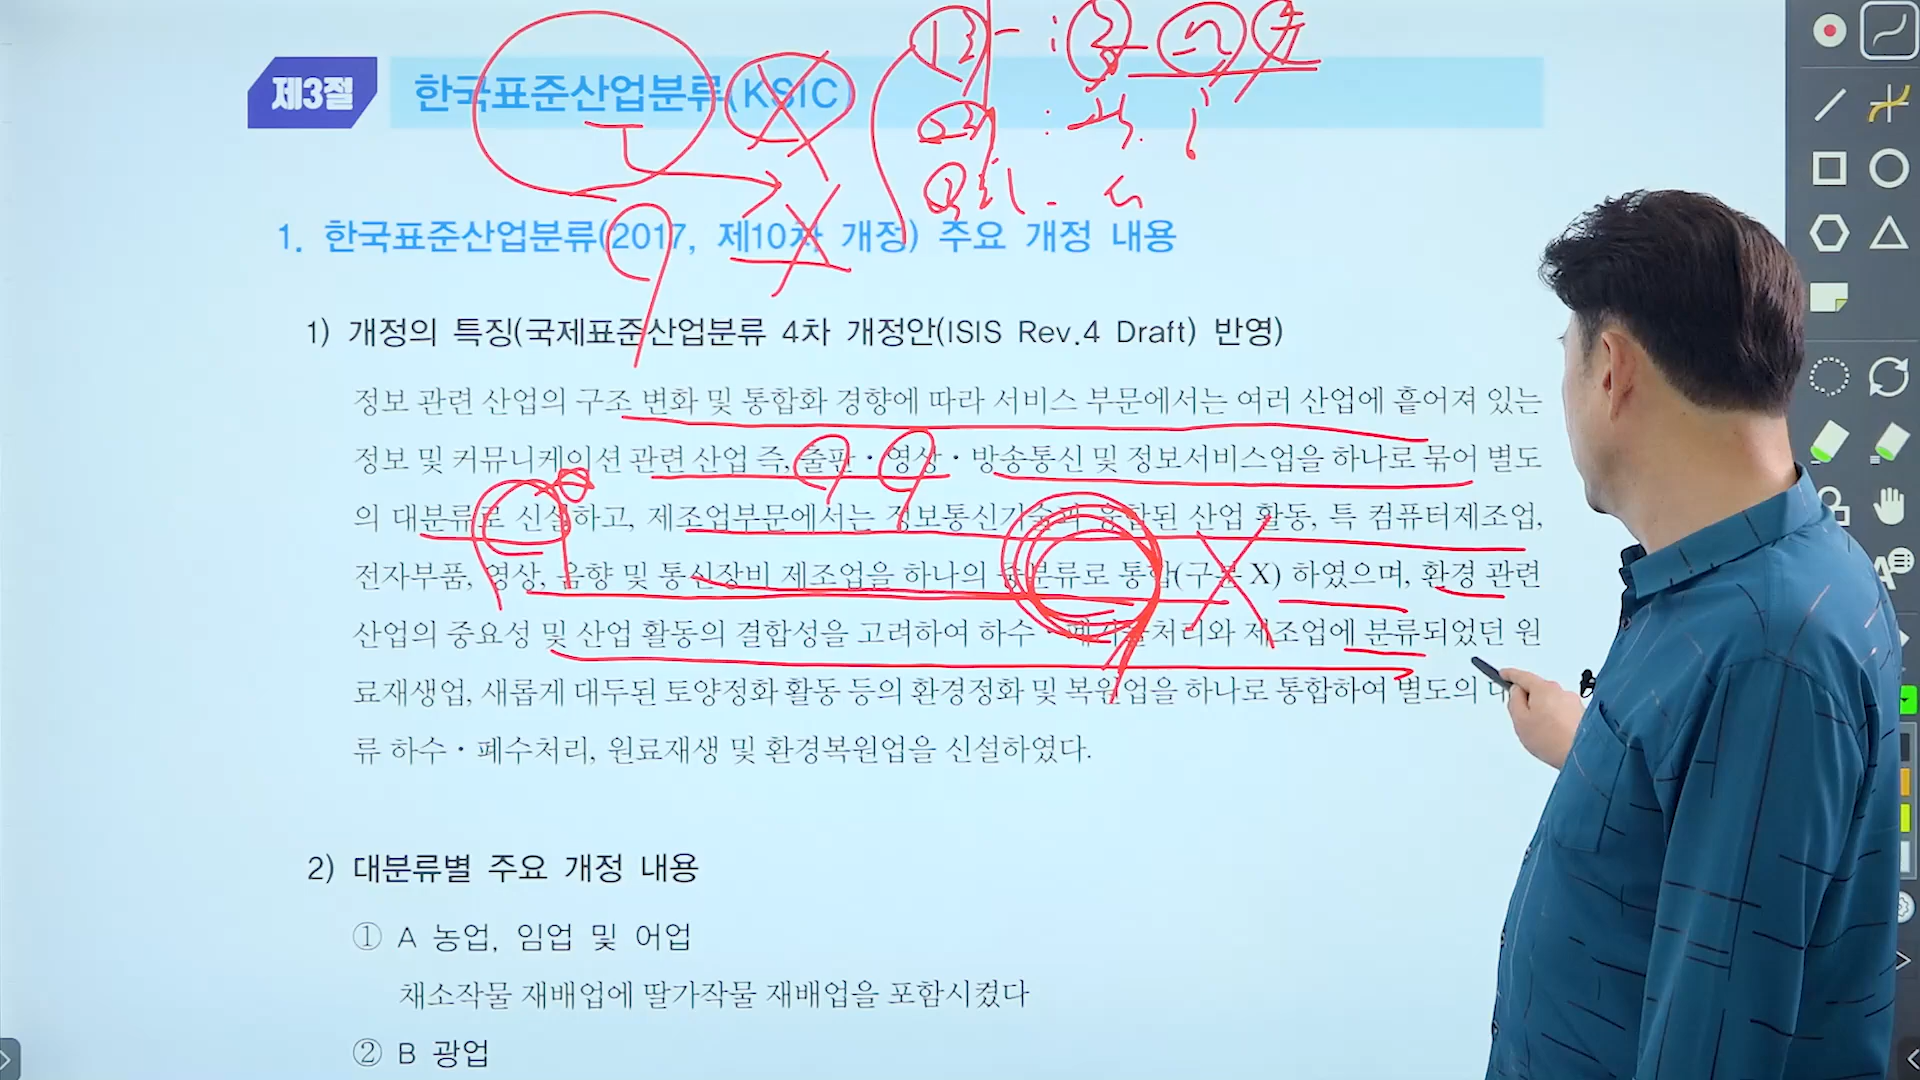 제3절 한국표준산업분류(KSIC)
1. 한국표준산업분류(2017, 제10차 개정) 주요 개정 내용
1) 개정의 특징(국제표준산업분류 4차 개정안(ISIS Rev.4 Draft) 반영)
정보 관련 산업의 구조 변화 및 통합화 경향에 따라 서비스 부문에서는 여러 산업에 흩어져 있는
정보 및 커뮤니케이션 관련 산업 즉, 출판・영상・방송통신 및 정보서비스업을 하나로 묶어 별도
의 대분류로 신설하고, 제조업부문에서는 정보통신기술과 융합된 산업 활동, 특 컴퓨터제조업,
전자부품, 영상, 음향 및 통신장비 제조업을 하나의 중분류로 통합(구분 X) 하였으며, 환경 관련
산업의 중요성 및 산업 활동의 결합성을 고려하여 하수・폐기물처리와 제조업에 분류되었던 원
료재생업, 새롭게 대두된 토양정화 활동 등의 환경정화 및 복원업을 하나로 통합하여 별도의
류 하수・폐수처리, 원료재생 및 환경복원업을 신설하였다.
2) 대분류별 주요 개정 내용
① A 농업, 임업 및 어업
채소작물 재배업에 딸가작물 재배업을 포함시켰다
② B 광업